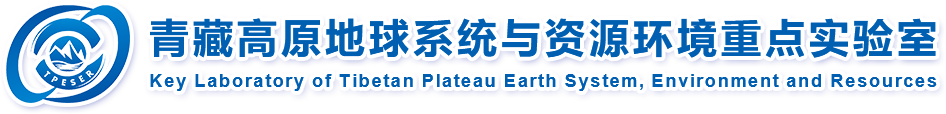 青藏高原地球系统与资源环境重点实验室
Key Laboratory of Tibetan Plateau Earth System, Environment and Resources
TPESER